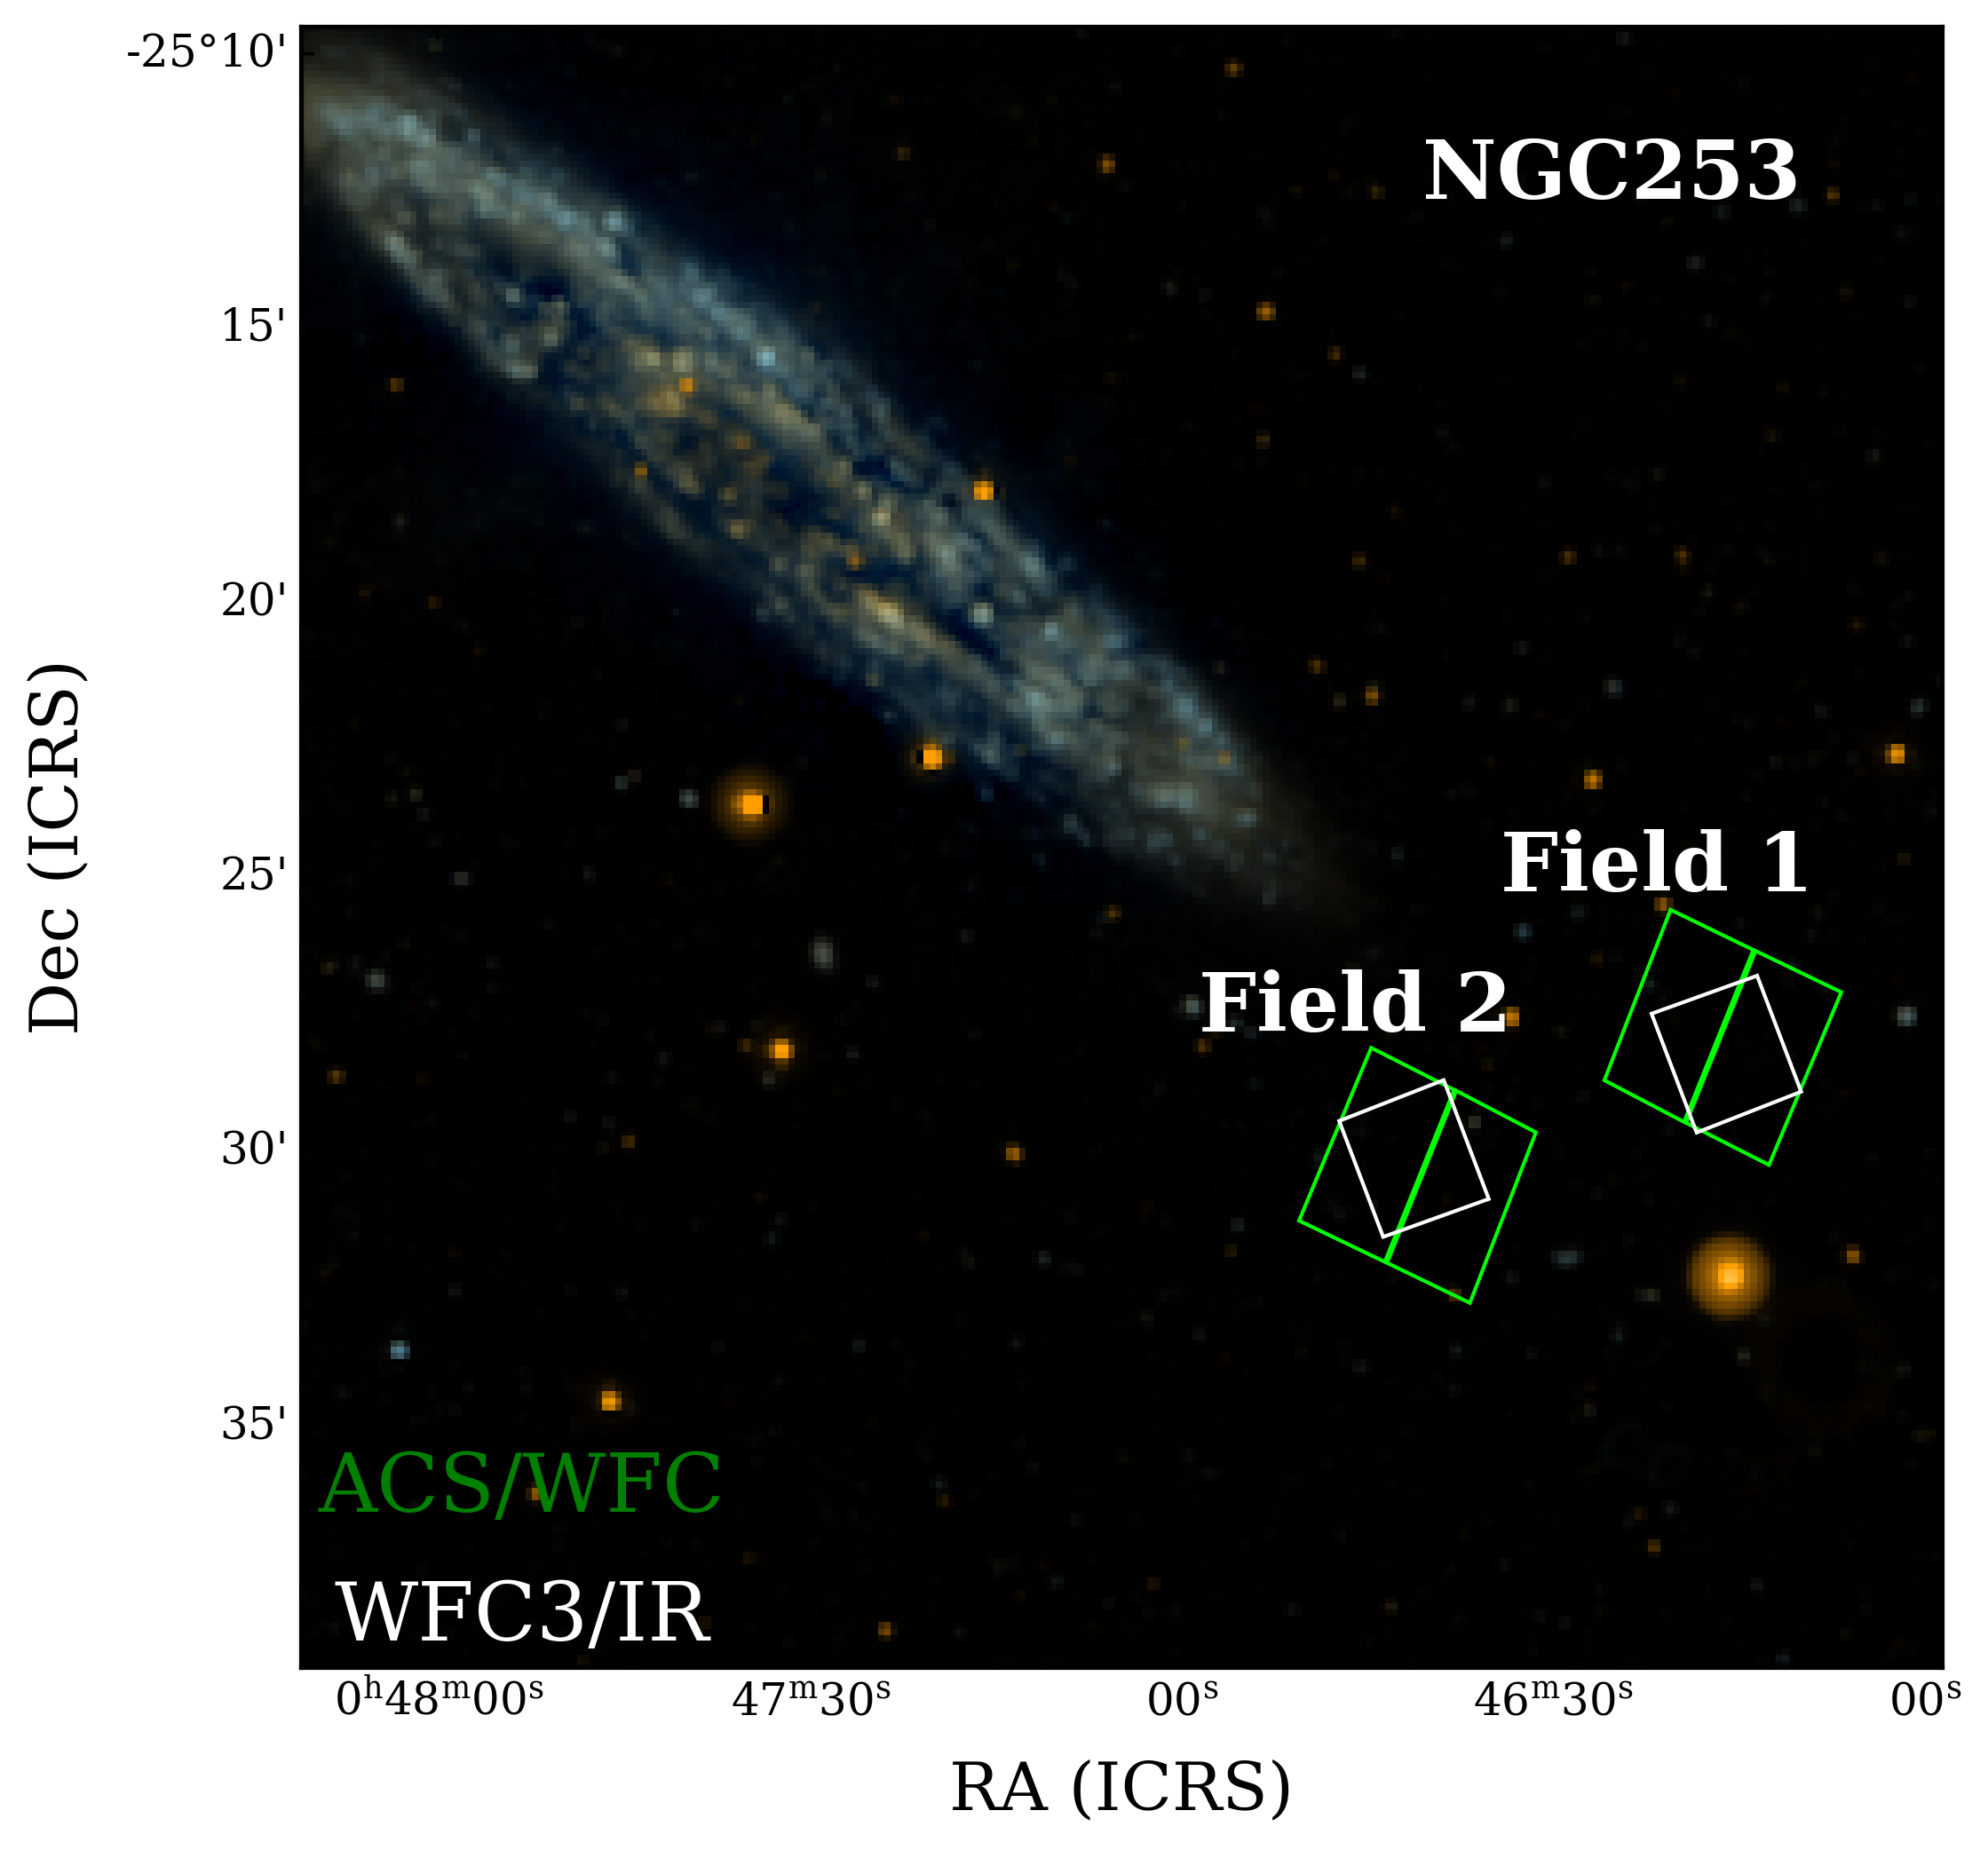 -25°10'
NGC253
15'
20'
Dec (ICRS)
25'
Field 1
Field 2
30'
35'
ACS/WFC
WFC3/IR
0ʰ48ᵐ00ˢ 47ᵐ30ˢ 00ˢ 46ᵐ30ˢ 00ˢ
RA (ICRS)